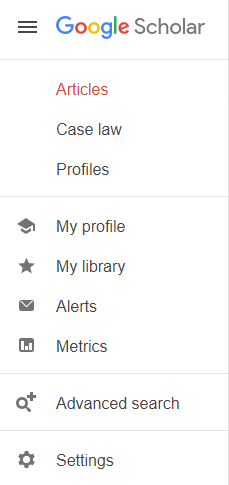 Google Scholar
Articles
Case law
Profiles
My profile
My library
Alerts
Metrics
Advanced search
Settings